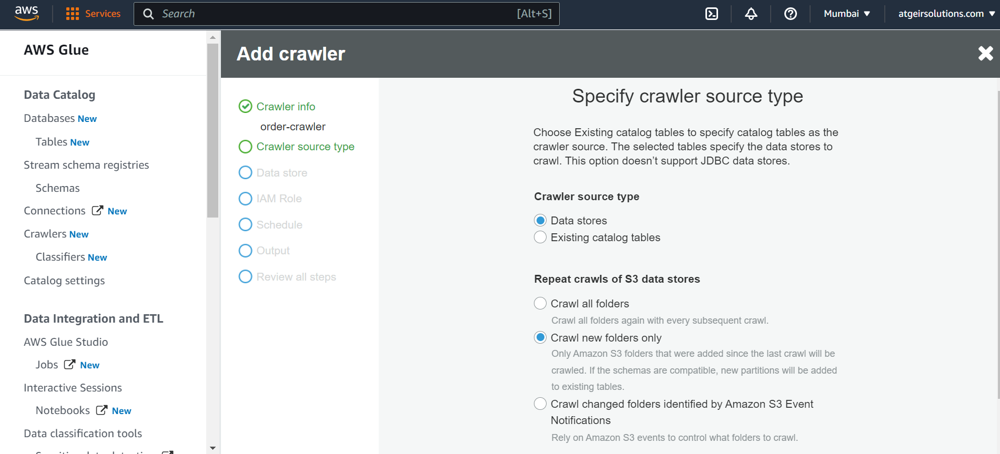 aws
Services
Search
[Alt+S]
Mumbai
atgeirsolutions.com
AWS Glue
Data Catalog
Databases New
Tables New
Stream schema registries
Schemas
Connections New
Crawlers New
Classifiers New
Catalog settings
Data Integration and ETL
AWS Glue Studio
Jobs New
Interactive Sessions
Notebooks New
Data classification tools
Add crawler
Crawler info
order-crawler
Crawler source type
Data store
IAM Role
Schedule
Output
Review all steps
Specify crawler source type
Choose Existing catalog tables to specify catalog tables as the
crawler source. The selected tables specify the data stores to
crawl. This option doesn’t support JDBC data stores.
Crawler source type
Data stores
Existing catalog tables
Repeat crawls of S3 data stores
Crawl all folders
Crawl all folders again with every subsequent crawl.
Crawl new folders only
Only Amazon S3 folders that were added since the last crawl will be
crawled. If the schemas are compatible, new partitions will be added
to existing tables.
Crawl changed folders identified by Amazon S3 Event
Notifications
Rely on Amazon S3 events to control what folders to crawl.